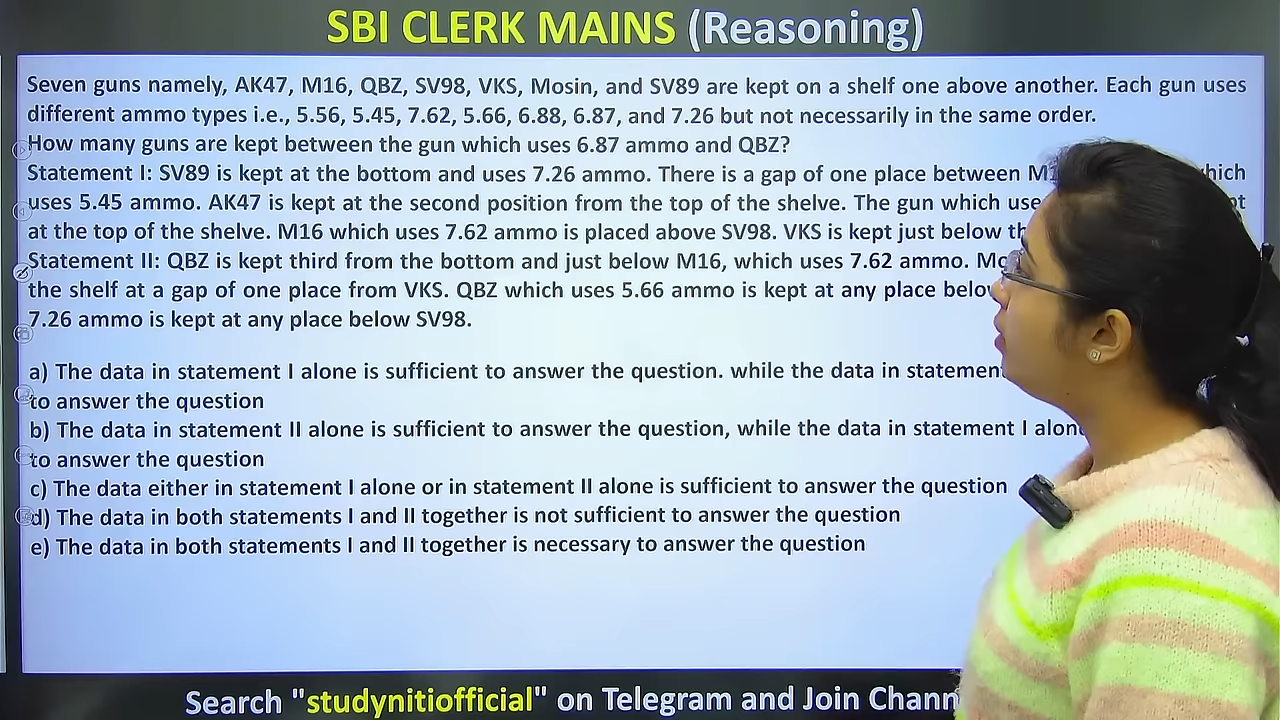 SBI CLERK MAINS (Reasoning)
Seven guns namely, AK47, M16, QBZ, SV98, VKS, Mosin, and SV89 are kept on a shelf one above another. Each gun uses
different ammo types i.e., 5.56, 5.45, 7.62, 5.66, 6.88, 6.87, and 7.26 but not necessarily in the same order.
How many guns are kept between the gun which uses 6.87 ammo and QBZ?
Statement I: SV89 is kept at the bottom and uses 7.26 ammo. There is a gap of one place between
uses 5.45 ammo. AK47 is kept at the second position from the top of the shelve. The gun which
at the top of the shelve. M16 which uses 7.62 ammo is placed above SV98. VKS is kept just below
Statement II: QBZ is kept third from the bottom and just below M16, which uses 7.62 ammo.
the shelf at a gap of one place from VKS. QBZ which uses 5.66 ammo is kept at any place
7.26 ammo is kept at any place below SV98.
a) The data in statement I alone is sufficient to answer the question. while the data in
to answer the question
b) The data in statement II alone is sufficient to answer the question, while the data in statement I
to answer the question
c) The data either in statement I alone or in statement II alone is sufficient to answer the question
d) The data in both statements I and II together is not sufficient to answer the question
e) The data in both statements I and II together is necessary to answer the question
Search "studynitiofficial" on Telegram and Join